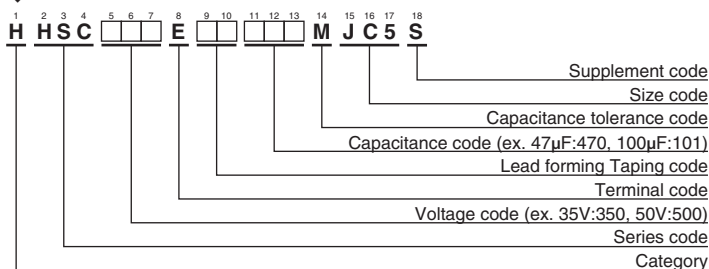 1 2 3 4 5 6 7 8 9 10 11 12 13 14 15 16 17 18
H HSC E M JC5 S
Supplement code
Size code
Capacitance tolerance code
Capacitance code (ex. 47µF:470, 100µF:101)
Lead forming Taping code
Terminal code
Voltage code (ex. 35V:350, 50V:500)
Series code
Category